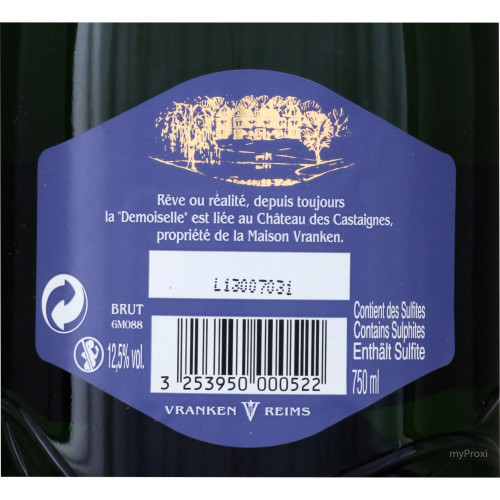 Rêve ou réalité, depuis toujours
la "Demoiselle" est liée au Château des Castaignes,
propriété de la Maison Vranken.
Li300703i
BRUT
6M088
12,5% vol.
Contient des Sulfites
Contains Sulphites
Enthält Sulfite
750 ml
3 253950 000522
VRANKEN REIMS
myProxi